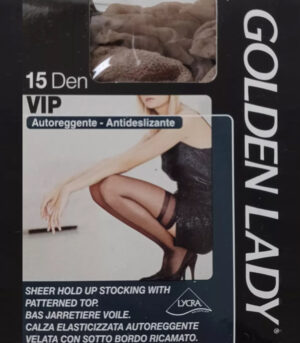 15 Den
VIP
Autoreggente - Antideslizante
GOLDEN LADY®
LYCRA
SHEER HOLD UP STOCKING WITH
PATTERNED TOP.
BAS JARRETIERE VOILE.
CALZA ELASTICIZZATA AUTOREGGENTE
VELATA CON SOTTO BORDO RICAMATO.